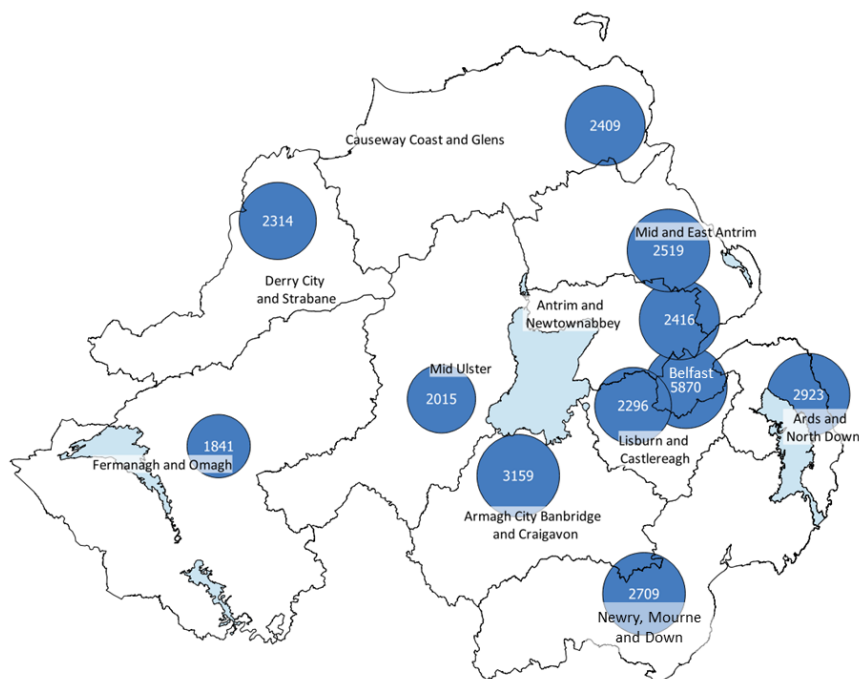 2409
Causeway Coast and Glens
2314
Derry City
and Strabane
Mid and East Antrim
2519
Antrim and
Newtownabbey
2416
Mid Ulster
2015
Belfast
5870
2296
Lisburn and
Castlereagh
2923
Ards and
North Down
1841
Fermanagh and Omagh
3159
Armagh City Banbridge
and Craigavon
2709
Newry, Mourne
and Down